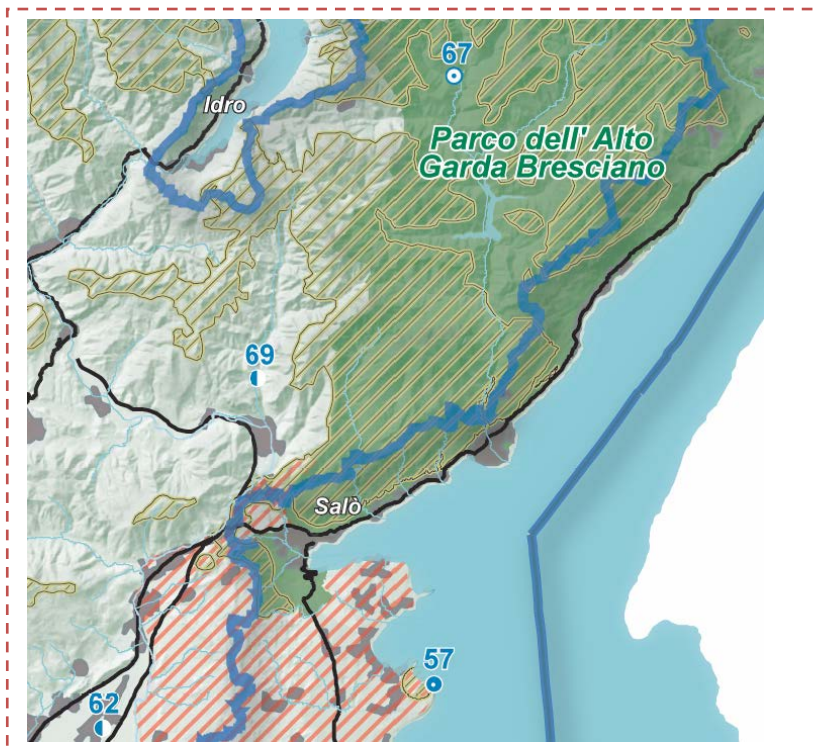 67
Idro
Parco dell' Alto
Garda Bresciano
69
Salò
57
62